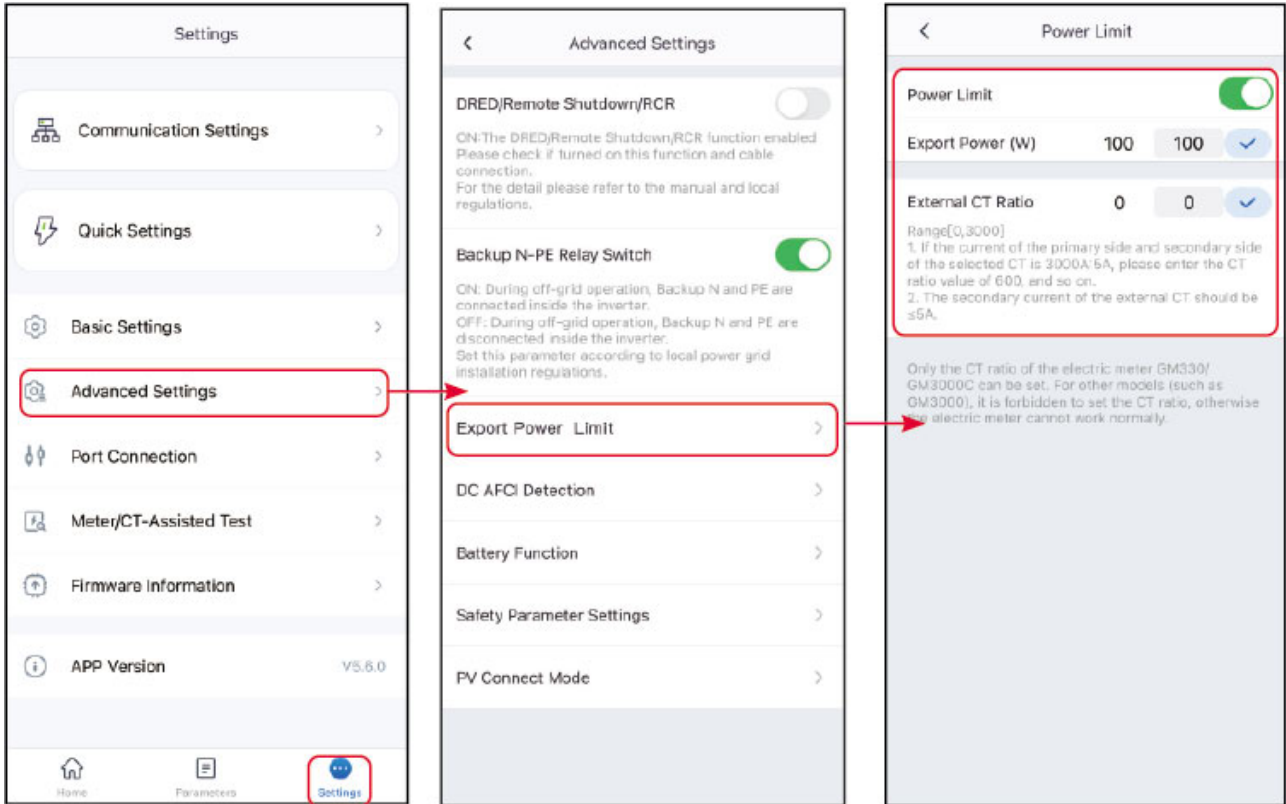 Settings
Communication Settings
Quick Settings
Basic Settings
Advanced Settings
Port Connection
Meter/CT-Assisted Test
Firmware Information
APP Version V5.6.0
Home Parameters Settings
Advanced Settings
DRED/Remote Shutdown/RCR
ON:The DRED/Remote Shutdown/RCR function enabled
Please check if turned on this function and cable
connection.
For the detail please refer to the manual and local
regulations.
Backup N-PE Relay Switch
ON: During off-grid operation, Backup N and PE are
connected inside the inverter.
OFF: During off-grid operation, Backup N and PE are
disconnected inside the inverter.
Set this parameter according to local power grid
installation regulations.
Export Power Limit
DC AFCI Detection
Battery Function
Safety Parameter Settings
PV Connect Mode
Power Limit
Power Limit
Export Power (W) 100 100
External CT Ratio 0 0
Range[0,3000]
1. If the current of the primary side and secondary side
of the selected CT is 3000A:5A, please enter the CT
ratio value of 600, and so on.
2. The secondary current of the external CT should be
≤5A.
Only the CT ratio of the electric meter GM330/
GM3000C can be set. For other models (such as
GM3000), it is forbidden to set the CT ratio, otherwise
the electric meter cannot work normally.